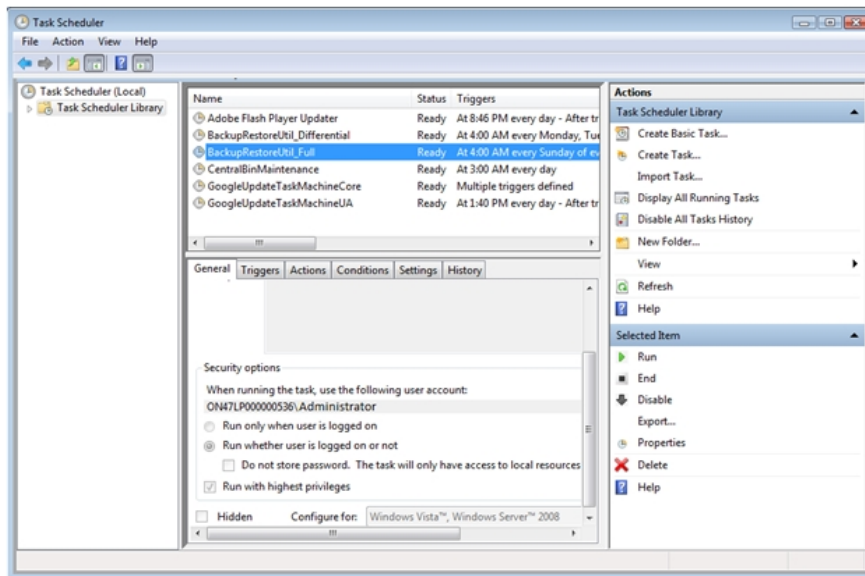 Task Scheduler
File Action View Help
Task Scheduler (Local)
Task Scheduler Library
Name Status Triggers
Adobe Flash Player Updater Ready At 8:46 PM every day - After tr
BackupRestoreUtil_Differential Ready At 4:00 AM every Monday, Tue
BackupRestoreUtil_Full Ready At 4:00 AM every Sunday of ev
CentralBinMaintenance Ready At 3:00 AM every day
GoogleUpdateTaskMachineCore Ready Multiple triggers defined
GoogleUpdateTaskMachineUA Ready At 1:40 PM every day - After tr
General Triggers Actions Conditions Settings History
Security options
When running the task, use the following user account:
ON47LP000000536\Administrator
Run only when user is logged on
Run whether user is logged on or not
Do not store password. The task will only have access to local resources
Run with highest privileges
Hidden Configure for: Windows Vista™, Windows Server™ 2008
Actions
Task Scheduler Library
Create Basic Task...
Create Task...
Import Task...
Display All Running Tasks
Disable All Tasks History
New Folder...
View
Refresh
Help
Selected Item
Run
End
Disable
Export...
Properties
Delete
Help